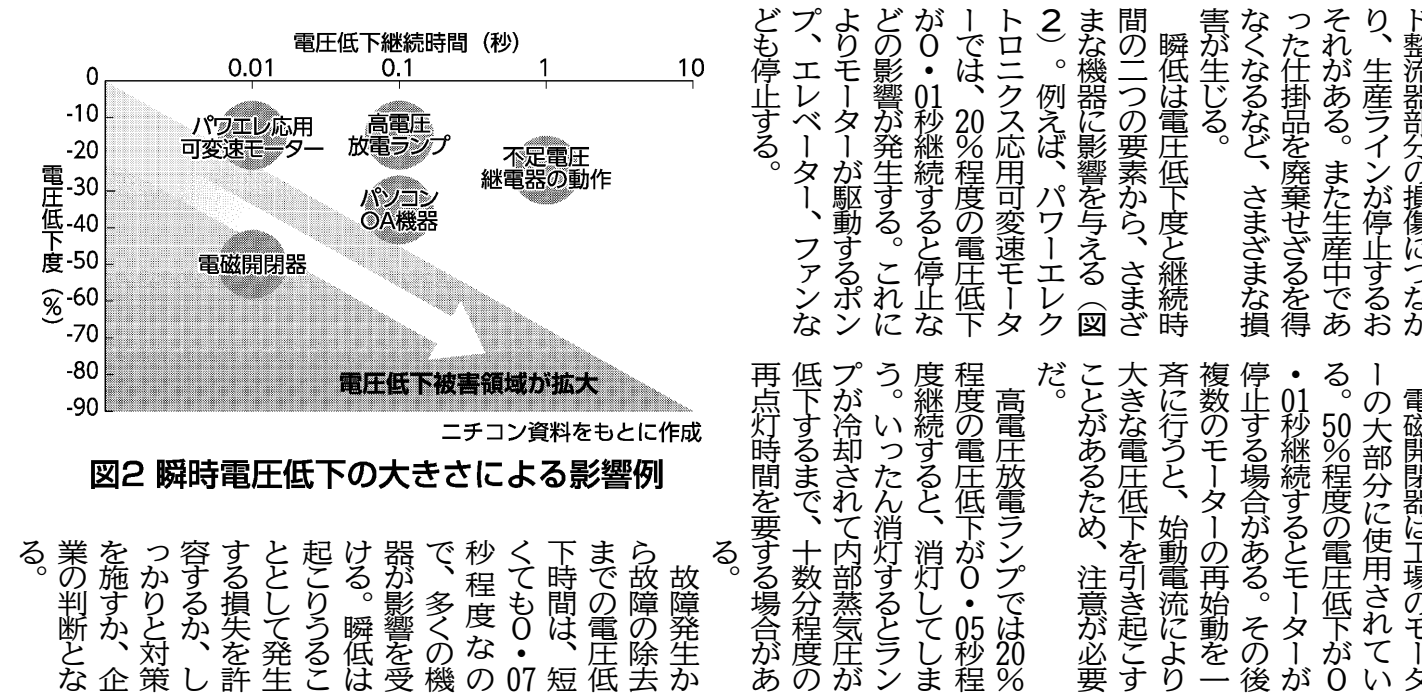 ド整流器部分の損傷につなが
り、生産ラインが停止するお
それがある。また生産中であ
った仕掛品を廃棄せざるを得
なくなるなど、さまざまな損
害が生じる。
瞬低は電圧低下度と継続時
間の二つの要素から、さまざ
まな機器に影響を与える（図
2）。例えば、パワーエレク
トロニクス応用可変速モータ
ーでは、20％程度の電圧低下
が0・01秒継続すると停止な
どの影響が発生する。これに
よりモーターが駆動するポン
プ、エレベーター、ファンな
ども停止する。
電磁開閉器は工場のモータ
ーの大部分に使用されてい
る。50％程度の電圧低下が0
・01秒継続するとモーターが
停止する場合がある。その後
複数のモーターの再始動を一
斉に行うと、始動電流により
大きな電圧低下を引き起こす
ことがあるため、注意が必要
だ。
高電圧放電ランプでは20％
程度の電圧低下が0・05秒程
度継続すると、消灯してしま
う。いったん消灯するとラン
プが冷却されて内部蒸気圧が
低下するまで、十数分程度の
再点灯時間を要する場合があ
る。
故障発生か
ら故障の除去
までの電圧低
下時間は、短
くても0・07
秒程度なの
で、多くの機
器が影響を受
ける。瞬低は
起こりうるこ
ととして発生
する損失を許
容するか、し
っかりと対策
を施すか、企
業の判断とな
る。
電圧低下継続時間（秒）
0 0.01 0.1 1 10
-10
-20
-30
-40
-50
-60
-70
-80
-90
電圧低下度（％）
パワエレ応用
可変速モーター
高電圧
放電ランプ
不足電圧
継電器の動作
パソコン
OA機器
電磁開閉器
電圧低下被害領域が拡大
ニチコン資料をもとに作成
図2 瞬時電圧低下の大きさによる影響例